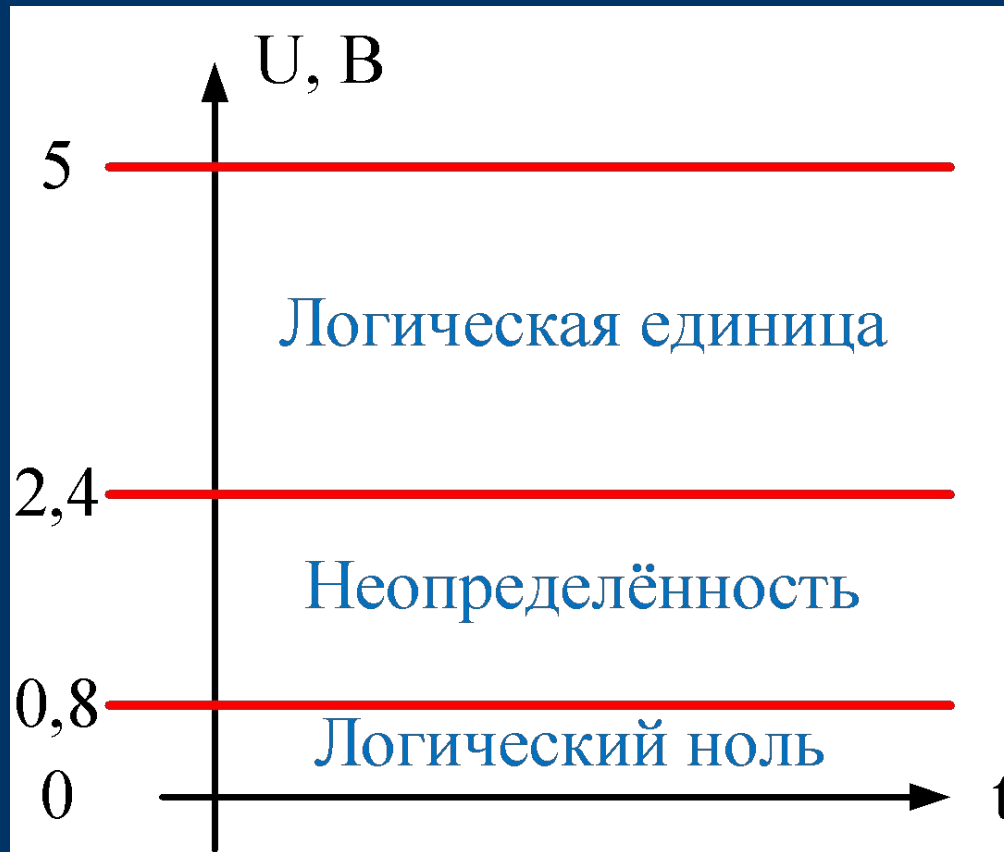 U, В
5
Логическая единица
2,4
Неопределённость
0,8
Логический ноль
0
t